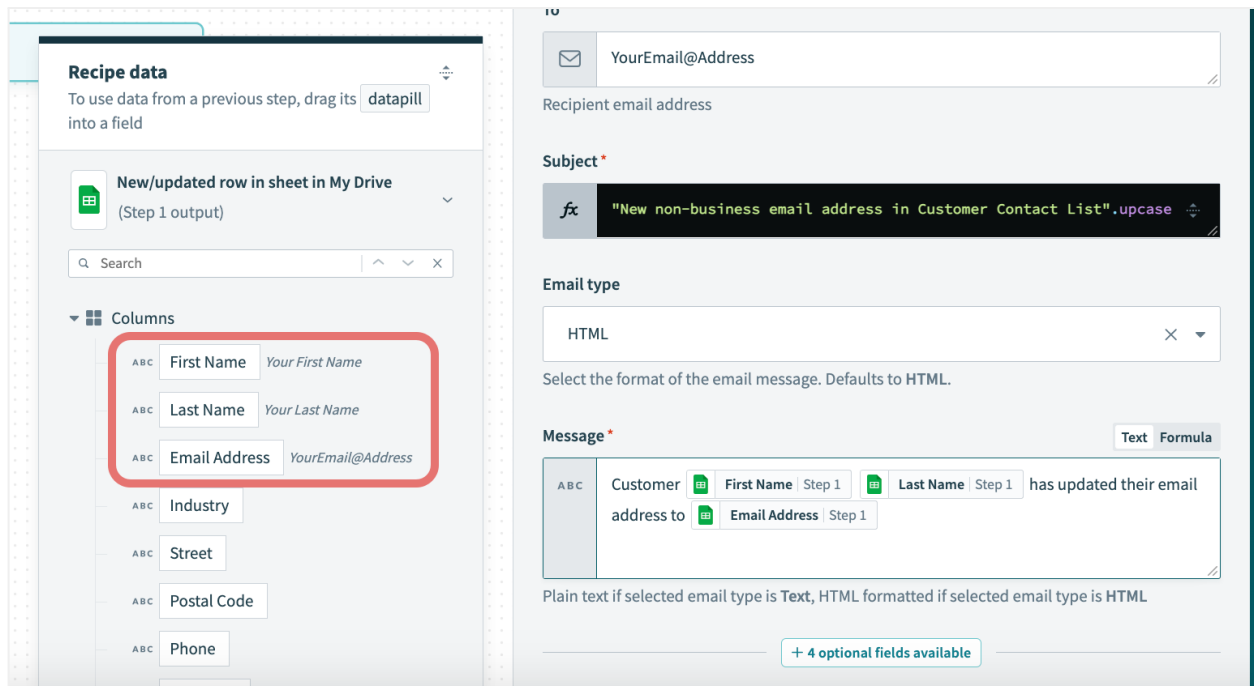 Recipe data
To use data from a previous step, drag its datapill
into a field
New/updated row in sheet in My Drive
(Step 1 output)
Search
Columns
ABC First Name Your First Name
ABC Last Name Your Last Name
ABC Email Address YourEmail@Address
ABC Industry
ABC Street
ABC Postal Code
ABC Phone
To
YourEmail@Address
Recipient email address
Subject*
fx "New non-business email address in Customer Contact List".upcase
Email type
HTML
Select the format of the email message. Defaults to HTML.
Message* Text Formula
ABC Customer First Name Step 1 Last Name Step 1 has updated their email
address to Email Address Step 1
Plain text if selected email type is Text, HTML formatted if selected email type is HTML
+ 4 optional fields available